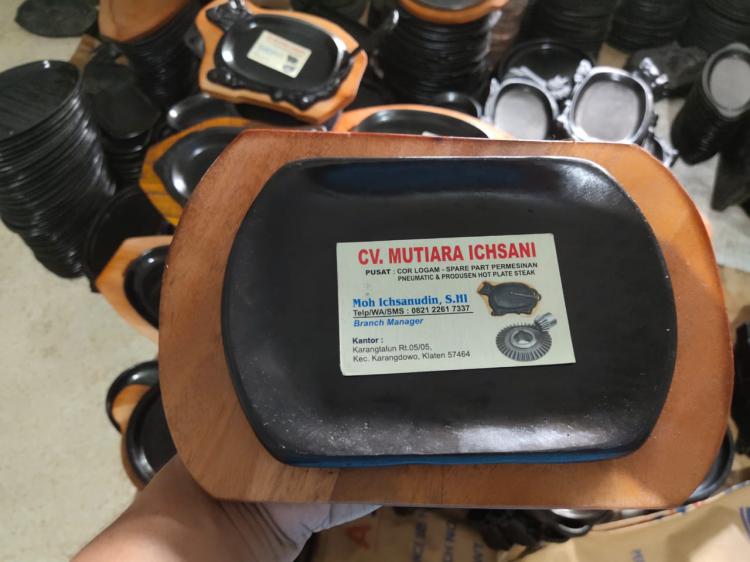 CV. MUTIARA ICHSANI
PUSAT : COR LOGAM - SPARE PART PERMESINAN
PNEUMATIC & PRODUSEN HOT PLATE STEAK
Moh Ichsanudin, S.HI
Telp/WA/SMS : 0821 2261 7337
Branch Manager
Kantor :
Karangtalun Rt.05/05,
Kec. Karangdowo, Klaten 57464